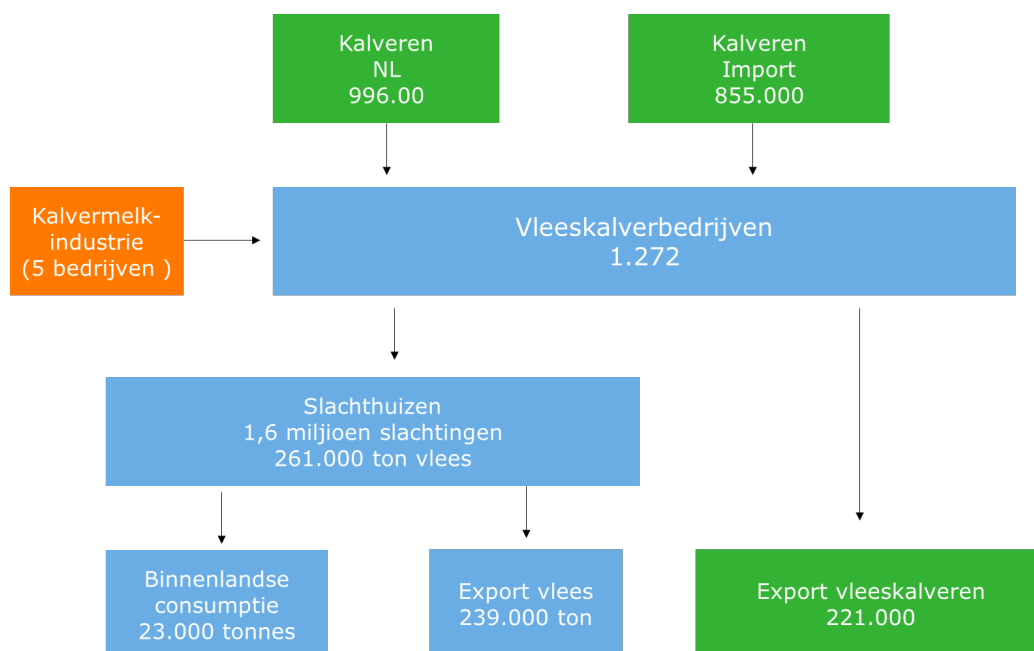 Kalveren
NL
996.00
Kalveren
Import
855.000
Kalvermelk-
industrie
(5 bedrijven )
Vleeskalverbedrijven
1.272
Slachthuizen
1,6 miljioen slachtingen
261.000 ton vlees
Binnenlandse
consumptie
23.000 tonnes
Export vlees
239.000 ton
Export vleeskalveren
221.000